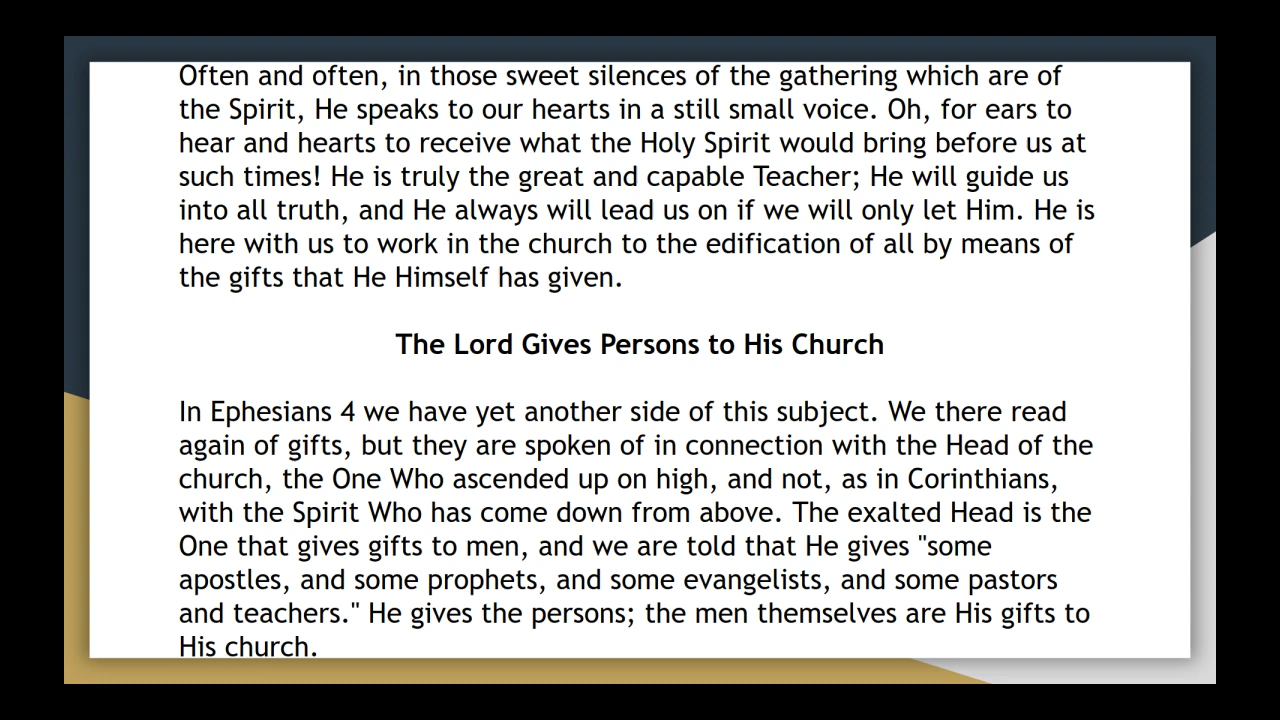 Often and often, in those sweet silences of the gathering which are of
the Spirit, He speaks to our hearts in a still small voice. Oh, for ears to
hear and hearts to receive what the Holy Spirit would bring before us at
such times! He is truly the great and capable Teacher; He will guide us
into all truth, and He always will lead us on if we will only let Him. He is
here with us to work in the church to the edification of all by means of
the gifts that He Himself has given.
The Lord Gives Persons to His Church
In Ephesians 4 we have yet another side of this subject. We there read
again of gifts, but they are spoken of in connection with the Head of the
church, the One Who ascended up on high, and not, as in Corinthians,
with the Spirit Who has come down from above. The exalted Head is the
One that gives gifts to men, and we are told that He gives "some
apostles, and some prophets, and some evangelists, and some pastors
and teachers." He gives the persons; the men themselves are His gifts to
His church.